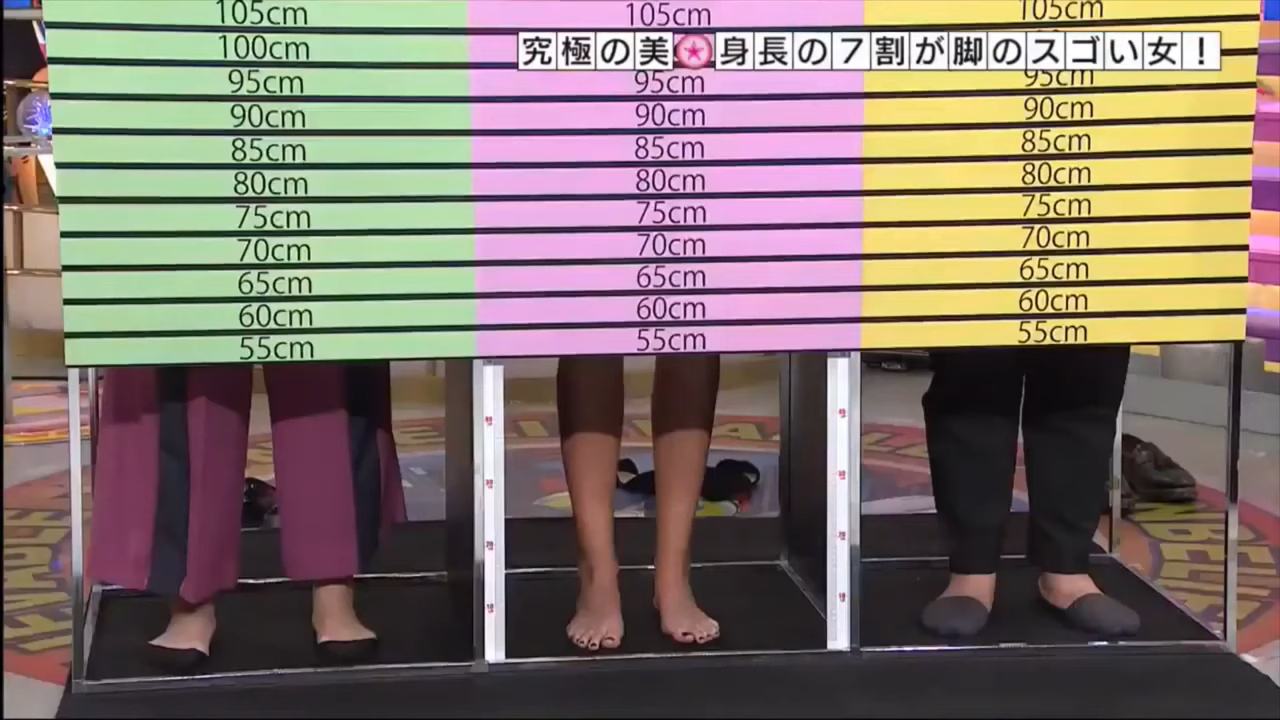 105cm 105cm 105cm
究極の美 身長の７割が脚のスゴい女！
100cm
95cm 95cm 95cm
90cm 90cm 90cm
85cm 85cm 85cm
80cm 80cm 80cm
75cm 75cm 75cm
70cm 70cm 70cm
65cm 65cm 65cm
60cm 60cm 60cm
55cm 55cm 55cm